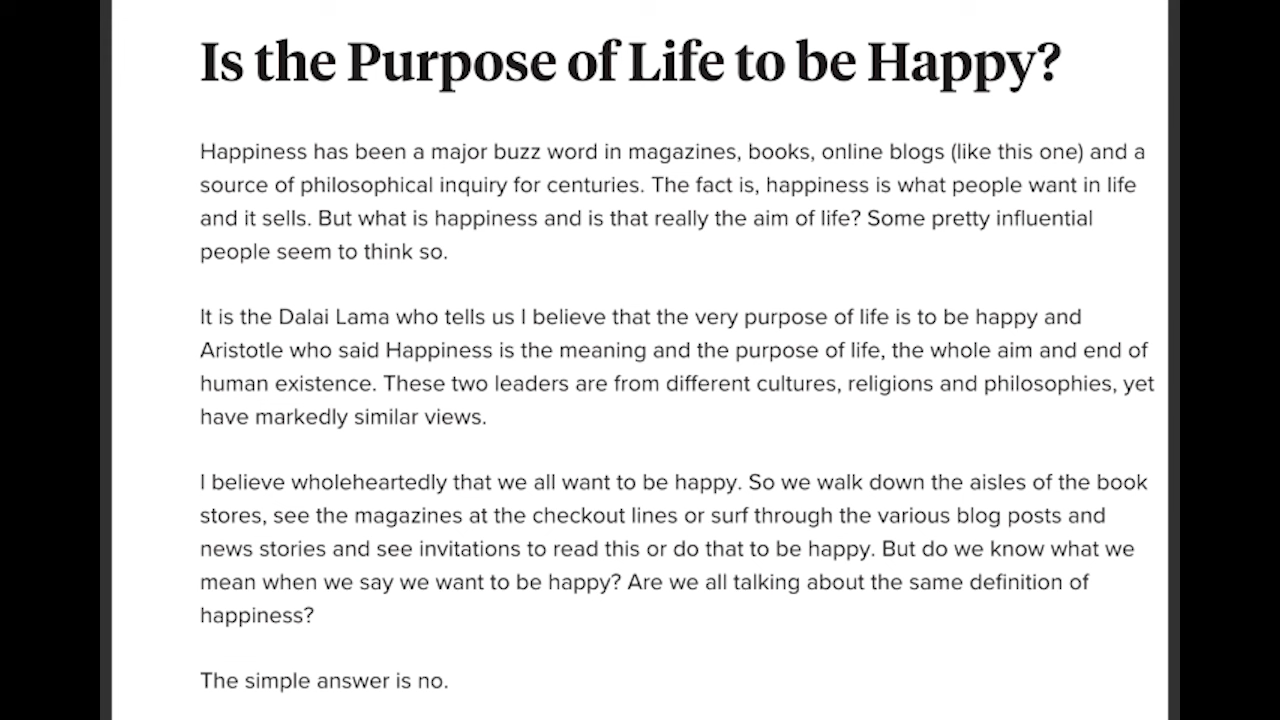 Is the Purpose of Life to be Happy?
Happiness has been a major buzz word in magazines, books, online blogs (like this one) and a
source of philosophical inquiry for centuries. The fact is, happiness is what people want in life
and it sells. But what is happiness and is that really the aim of life? Some pretty influential
people seem to think so.
It is the Dalai Lama who tells us I believe that the very purpose of life is to be happy and
Aristotle who said Happiness is the meaning and the purpose of life, the whole aim and end of
human existence. These two leaders are from different cultures, religions and philosophies, yet
have markedly similar views.
I believe wholeheartedly that we all want to be happy. So we walk down the aisles of the book
stores, see the magazines at the checkout lines or surf through the various blog posts and
news stories and see invitations to read this or do that to be happy. But do we know what we
mean when we say we want to be happy? Are we all talking about the same definition of
happiness?
The simple answer is no.